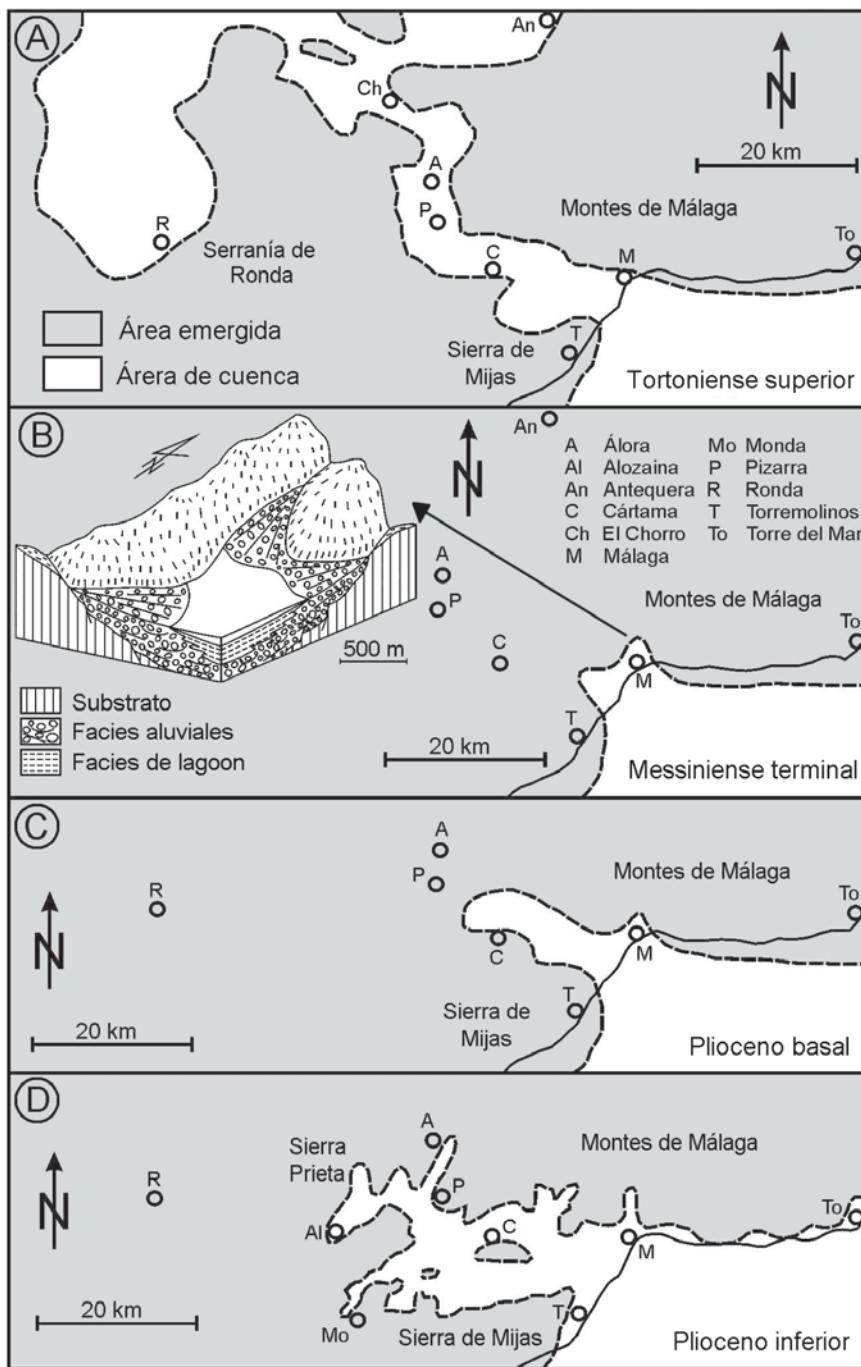 A
An
Ch
N
20 km
A
P
Montes de Málaga
To
R
Serranía de
Ronda
C
M
Área emergida
Árera de cuenca
Sierra de
Mijas
T
Tortoniense superior
B
N
An
A Álora
Al Alozaina
An Antequera
C Cártama
Ch El Chorro
M Málaga
Mo Monda
P Pizarra
R Ronda
T Torremolinos
To Torre del Mar
N
A
P
Montes de Málaga
To
C
M
500 m
Substrato
Facies aluviales
Facies de lagoon
20 km
T
Messiniense terminal
C
A
P
Montes de Málaga
R
To
N
C
M
20 km
Sierra de
Mijas
T
Plioceno basal
D
A
Sierra
Prieta
Montes de Málaga
N
R
P
To
Al
C
M
20 km
Mo
Sierra de Mijas
T
Plioceno inferior